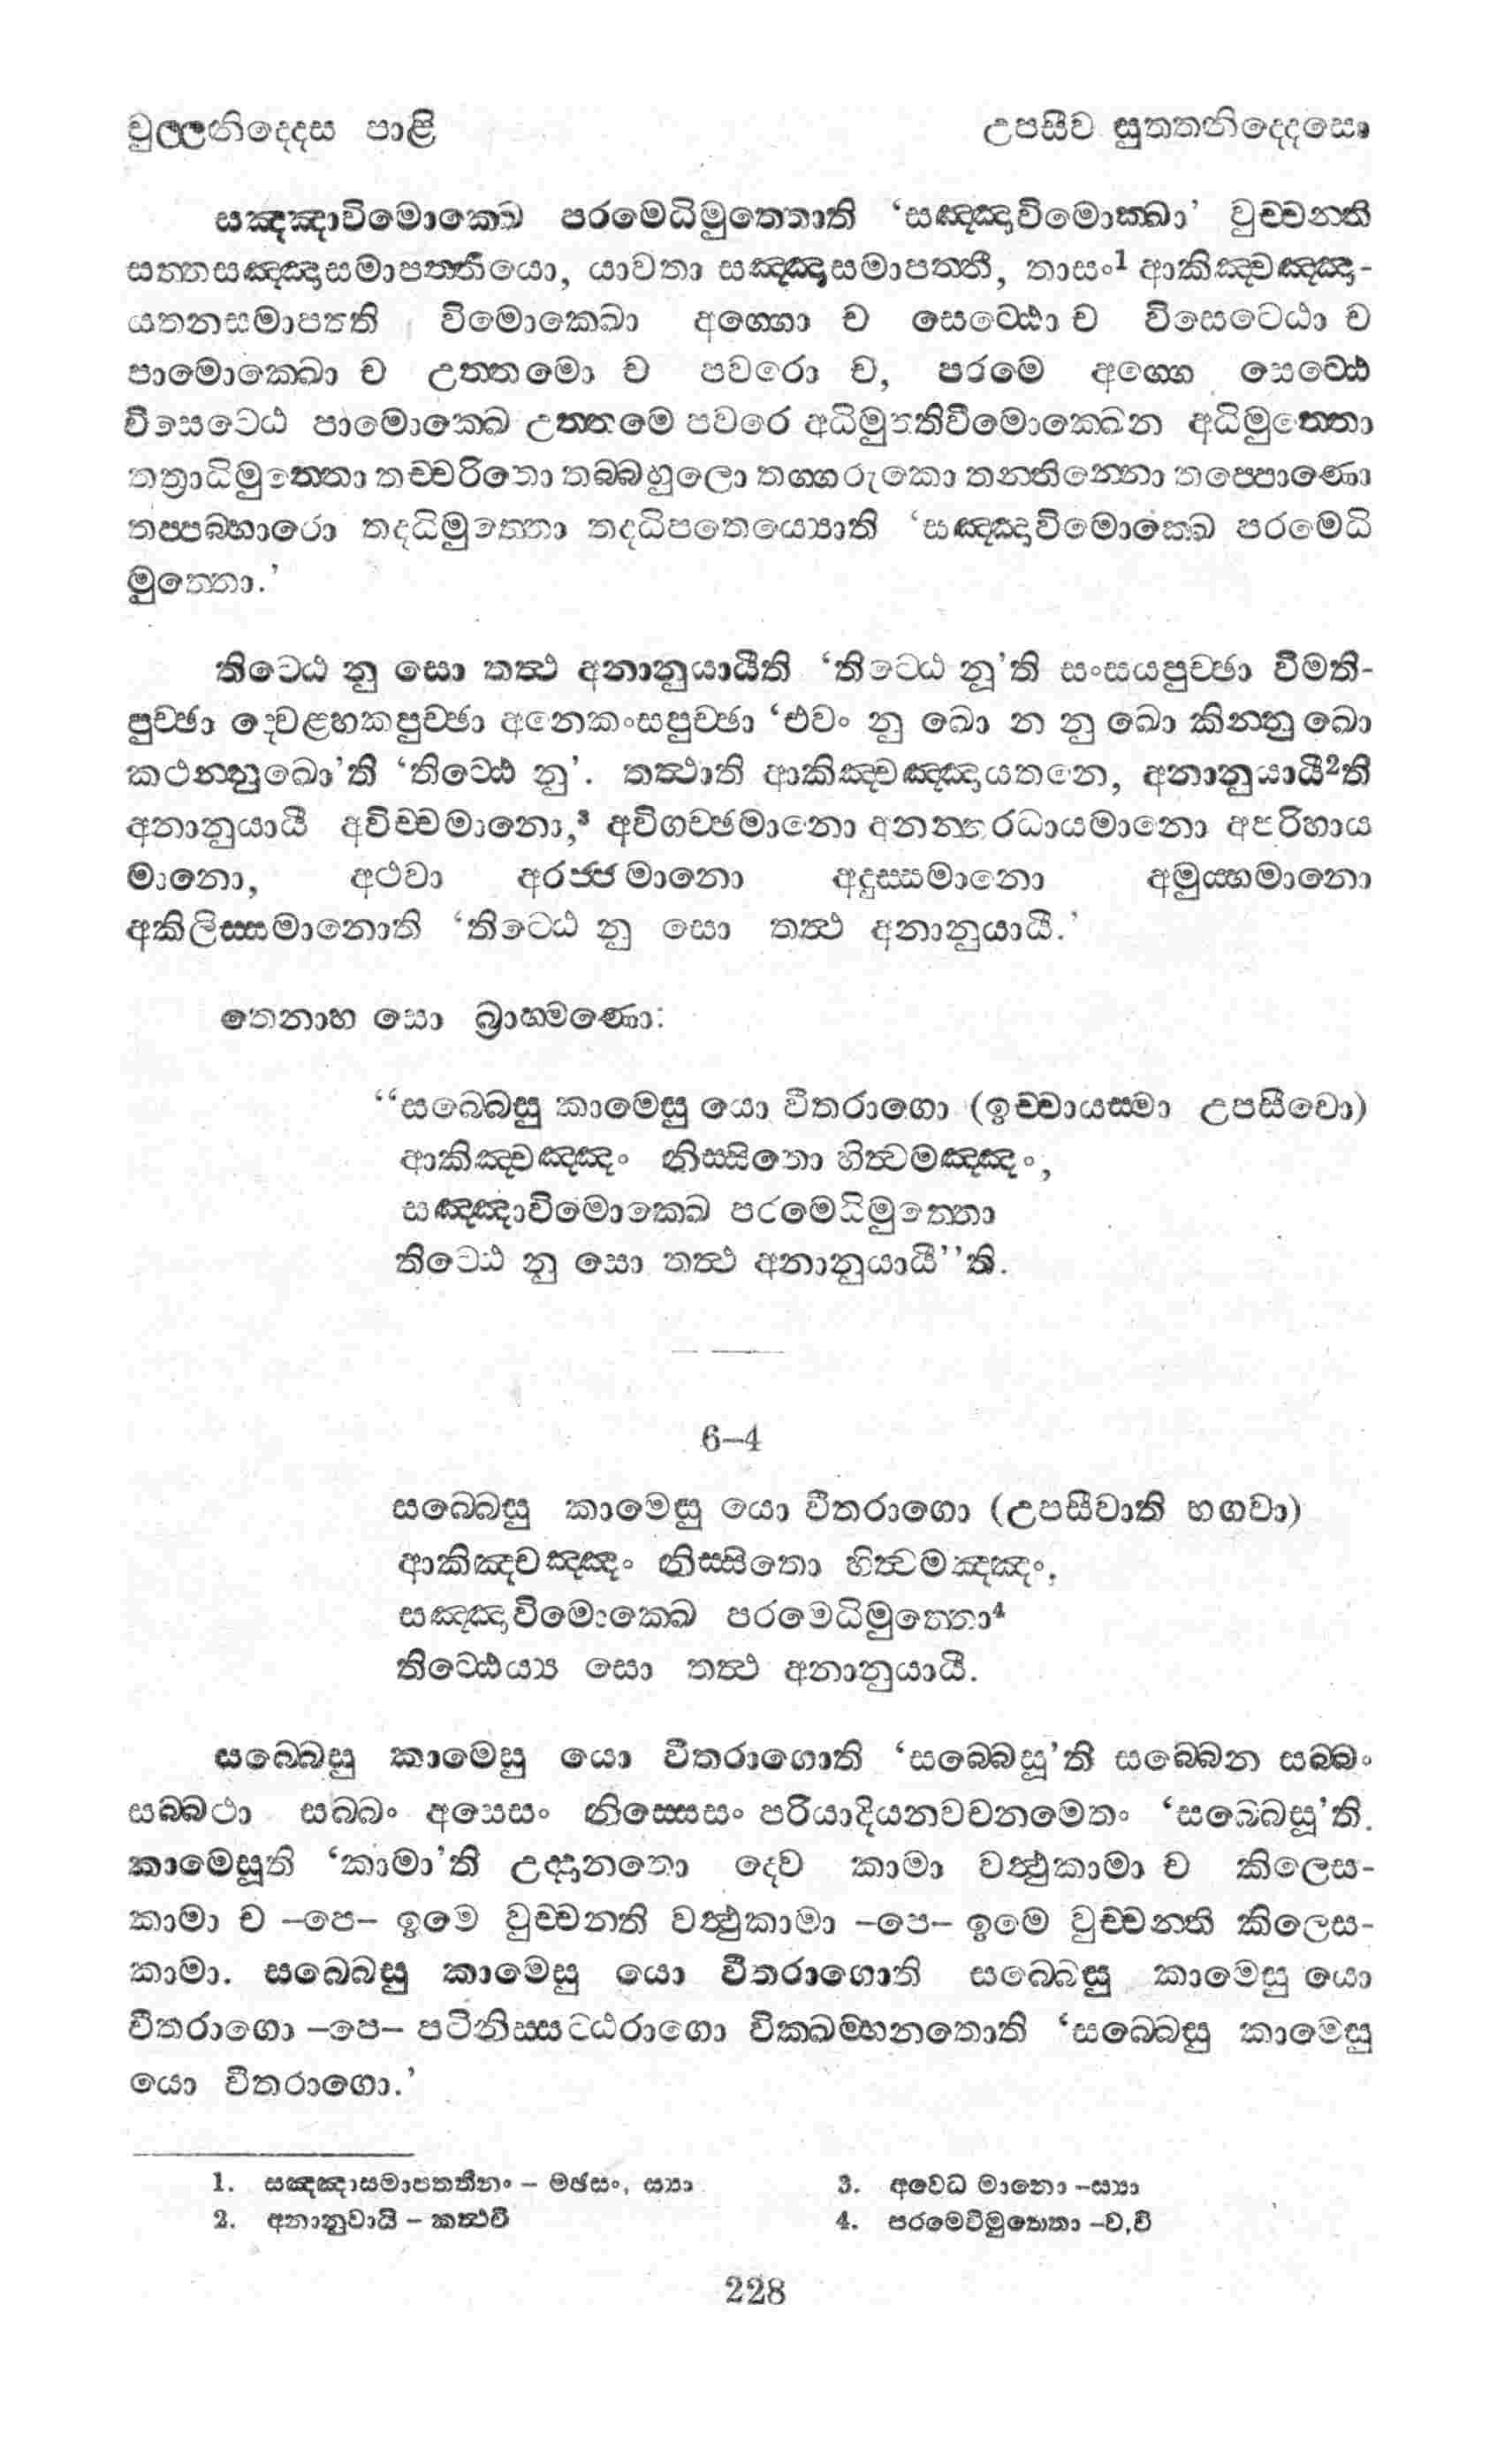 චුල්ලනිද්දෙස පාළි උපසීව සුත්තනිද්දෙසො
සඤ්ඤාවිමොක්ඛෙ පරමෙධිමුත්තොති ‘සඤ්ඤාවිමොක්ඛා’ වුච්චන්ති
සත්තසඤ්ඤාසමාපත්තියො, යාවතා සඤ්ඤාසමාපත්තී, තාසං1 ආකිඤ්චඤ්ඤා-
යතනසමාපත්ති විමොක්ඛො අග්ගො ච සෙට්ඨො ච විසෙට්ඨො ච
පාමොක්ඛො ච උත්තමො ච පවරො ච, පරමෙ අග්ගෙ සෙට්ඨෙ
විසෙට්ඨෙ පාමොක්ඛෙ උත්තමෙ පවරෙ අධිමුත්තිවිමොක්ඛෙන අධිමුත්තො
තත්‍රාධිමුත්තො තච්චරිතො තබ්බහුලො තග්ගරුකො තන්නින්නො තප්පොණො
තප්පබ්භාරො තදධිමුත්තො තදධිපතෙය්‍යොති ‘සඤ්ඤාවිමොක්ඛෙ පරමෙධි
මුත්තො.’
තිට්ඨෙ නු සො තත්ථ අනානුයායීති ‘තිට්ඨෙ නූ’ති සංසයපුච්ඡා විමති-
පුච්ඡා ද්වෙළ්හකපුච්ඡා අනෙකංසපුච්ඡා ‘එවං නු ඛො න නු ඛො කින්නු ඛො
කථන්නුඛො’ති ‘තිට්ඨෙ නු’. තත්ථාති ආකිඤ්චඤ්ඤායතනෙ, අනානුයායී2ති
අනානුයායී අවිච්චමානො,3 අවිගච්ඡමානො අනන්තරධායමානො අපරිහාය
මානො, අථවා අරජ්ජමානො අදුස්සමානො අමුය්හමානො
අකිලිස්සමානොති ‘තිට්ඨෙ නු සො තත්ථ අනානුයායී.’
තෙනාහ සො බ්‍රාහ්මණො:
‘‘සබ්බෙසු කාමෙසු යො වීතරාගො (ඉච්චායස්මා උපසීවො)
ආකිඤ්චඤ්ඤං නිස්සිතො හිත්වමඤ්ඤං,
සඤ්ඤාවිමොක්ඛෙ පරමෙධිමුත්තො
තිට්ඨෙ නු සො තත්ථ අනානුයායී’’ති.
6–4
සබ්බෙසු කාමෙසු යො වීතරාගො (උපසීවාති භගවා)
ආකිඤ්චඤ්ඤං නිස්සිතො හිත්වමඤ්ඤං,
සඤ්ඤාවිමොක්ඛෙ පරමෙධිමුත්තො4
තිට්ඨෙය්‍ය සො තත්ථ අනානුයායී.
සබ්බෙසු කාමෙසු යො වීතරාගොති ‘සබ්බෙසූ’ති සබ්බෙන සබ්බං
සබ්බථා සබ්බං අසෙසං නිස්සෙසං පරියාදියනවචනමෙතං ‘සබ්බෙසූ’ති.
කාමෙසූති ‘කාමා’ති උද්දානතො ද්වෙ කාමා වත්ථුකාමා ච කිලෙස-
කාමා ච –පෙ– ඉමෙ වුච්චන්ති වත්ථුකාමා –පෙ– ඉමෙ වුච්චන්ති කිලෙස-
කාමා. සබ්බෙසු කාමෙසු යො වීතරාගොති සබ්බෙසු කාමෙසු යො
වීතරාගො –පෙ– පටිනිස්සට්ඨරාගො වික්ඛම්භනතොති ‘සබ්බෙසු කාමෙසු
යො වීතරාගො.’
1. සඤ්ඤාසමාපත්තීනං – මඡසං, ස්‍යා 3. අවෙධ මානො –ස්‍යා
2. අනානුවායි – කත්ථචි 4. පරමෙවිමුත්තො –ව,වි
228